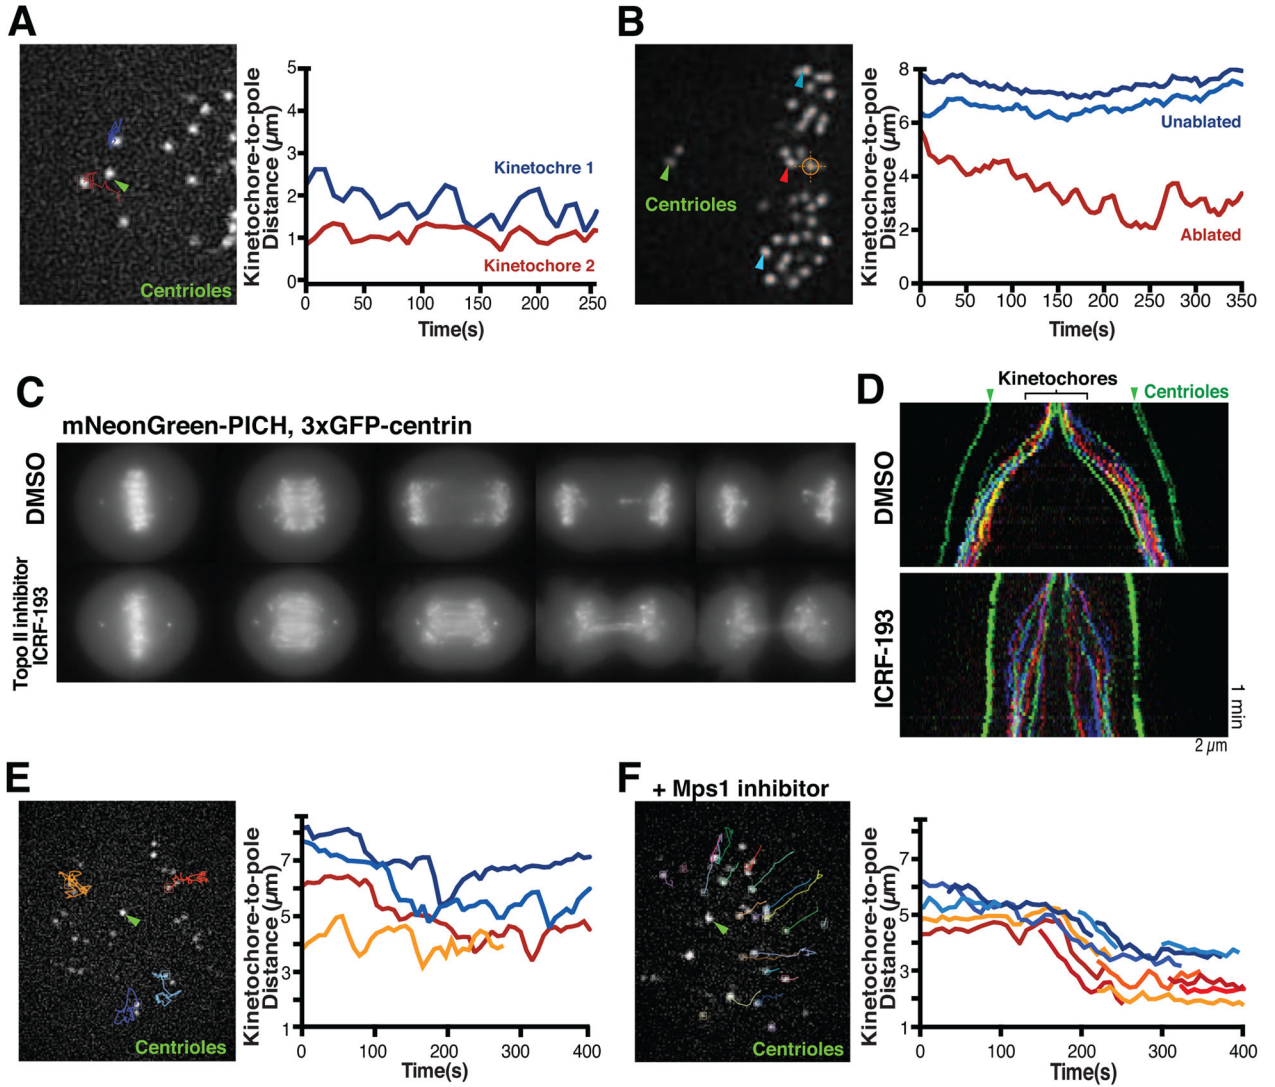 A
Kinetochore-to-pole
Distance (µm)
5
4
3
2
1
0
Kinetochre 1
Kinetochore 2
Centrioles
0 50 100 150 200 250
Time(s)
B
Centrioles
Kinetochore-to-pole
Distance (µm)
8
6
4
2
0
Unablated
Ablated
0 50 100 150 200 250 300 350
Time(s)
C
mNeonGreen-PICH, 3xGFP-centrin
DMSO
Topo II inhibitor
ICRF-193
D
Kinetochores
Centrioles
DMSO
ICRF-193
1 min
2 µm
E
Centrioles
Kinetochore-to-pole
Distance (µm)
7
5
3
1
0 100 200 300 400
Time(s)
F
+ Mps1 inhibitor
Centrioles
Kinetochore-to-pole
Distance (µm)
7
5
3
1
0 100 200 300 400
Time(s)